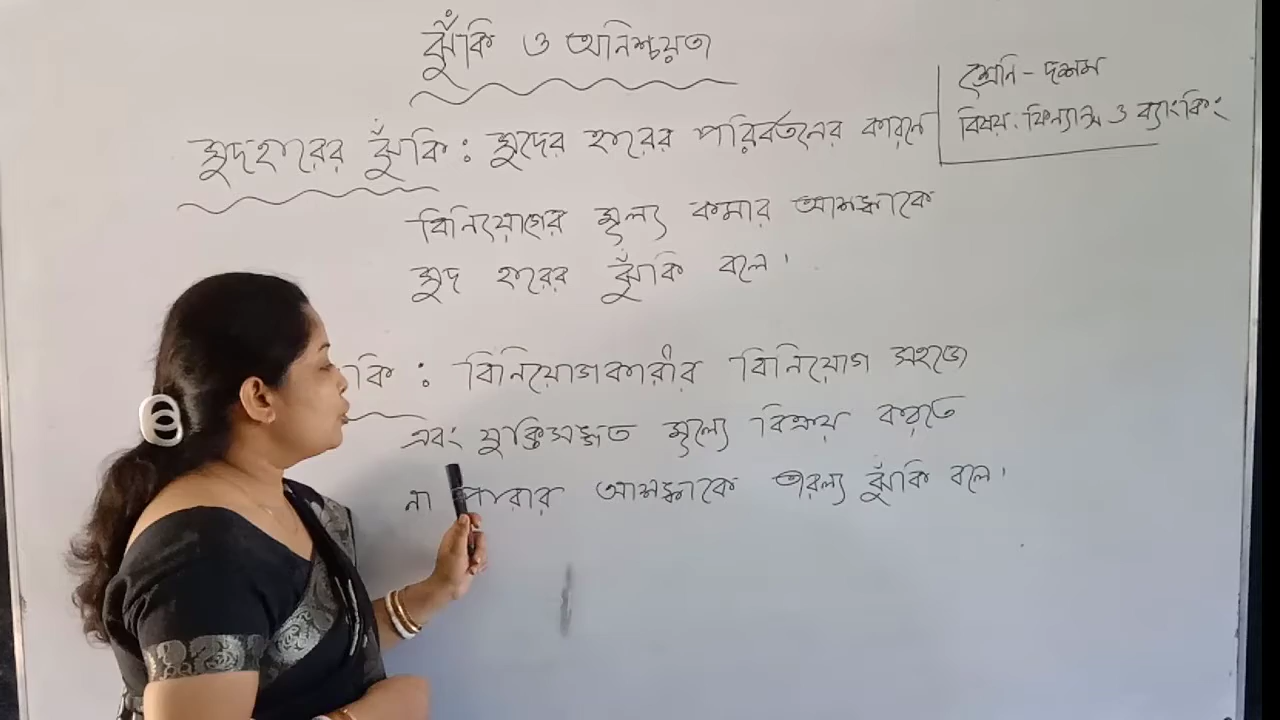 ঝুঁকি ও অনিশ্চয়তা
শ্রেনি - দশম
বিষয়: ফিন্যান্স ও ব্যাংকিং
সুদহারের ঝুঁকি : সুদের হারের পরিবর্তনের কারনে
বিনিয়োগের মূল্য কমার আশঙ্কাকে
সুদ হারের ঝুঁকি বলে।
কি : বিনিয়োগকারীর বিনিয়োগ সহজে
এবং যুক্তিসঙ্গত মূল্যে বিক্রয় করতে
না পারার আশঙ্কাকে তারল্য ঝুঁকি বলে।